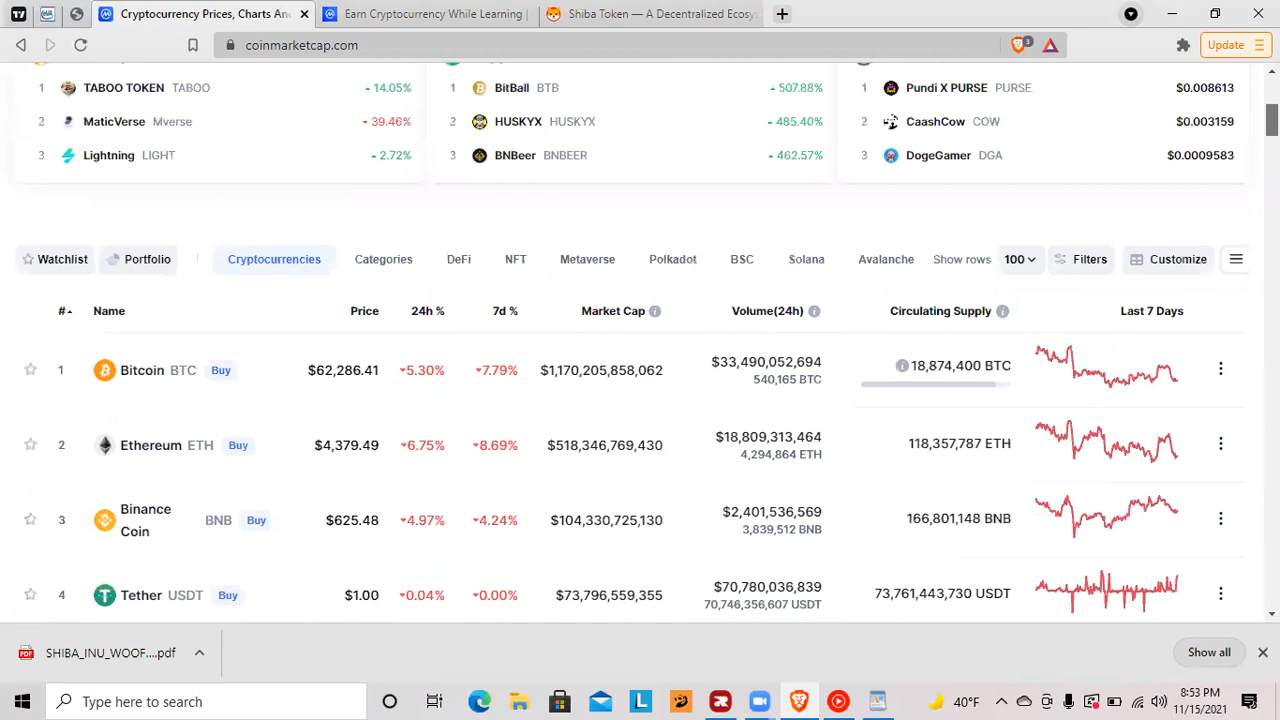 Cryptocurrency Prices, Charts And
Earn Cryptocurrency While Learning |
Shiba Token — A Decentralized Ecosy
coinmarketcap.com
3
Update
1 TABOO TOKEN TABOO 14.05%
1 BitBall BTB 507.88%
1 Pundi X PURSE PURSE $0.008613
2 MaticVerse Mverse 39.46%
2 HUSKYX HUSKYX 485.40%
2 CaashCow COW $0.003159
3 Lightning LIGHT 2.72%
3 BNBeer BNBEER 462.57%
3 DogeGamer DGA $0.0009583
Watchlist Portfolio Cryptocurrencies Categories DeFi NFT Metaverse Polkadot BSC Solana Avalanche Show rows 100 Filters Customize
# Name Price 24h % 7d % Market Cap Volume(24h) Circulating Supply Last 7 Days
1 Bitcoin BTC Buy $62,286.41 5.30% 7.79% $1,170,205,858,062 $33,490,052,694 18,874,400 BTC
540,165 BTC
2 Ethereum ETH Buy $4,379.49 6.75% 8.69% $518,346,769,430 $18,809,313,464 118,357,787 ETH
4,294,864 ETH
3 Binance Coin BNB Buy $625.48 4.97% 4.24% $104,330,725,130 $2,401,536,569 166,801,148 BNB
3,839,512 BNB
4 Tether USDT Buy $1.00 0.04% 0.00% $73,796,559,355 $70,780,036,839 73,761,443,730 USDT
70,746,356,607 USDT
SHIBA_INU_WOOF....pdf
Show all
Type here to search
40°F
8:53 PM
11/15/2021